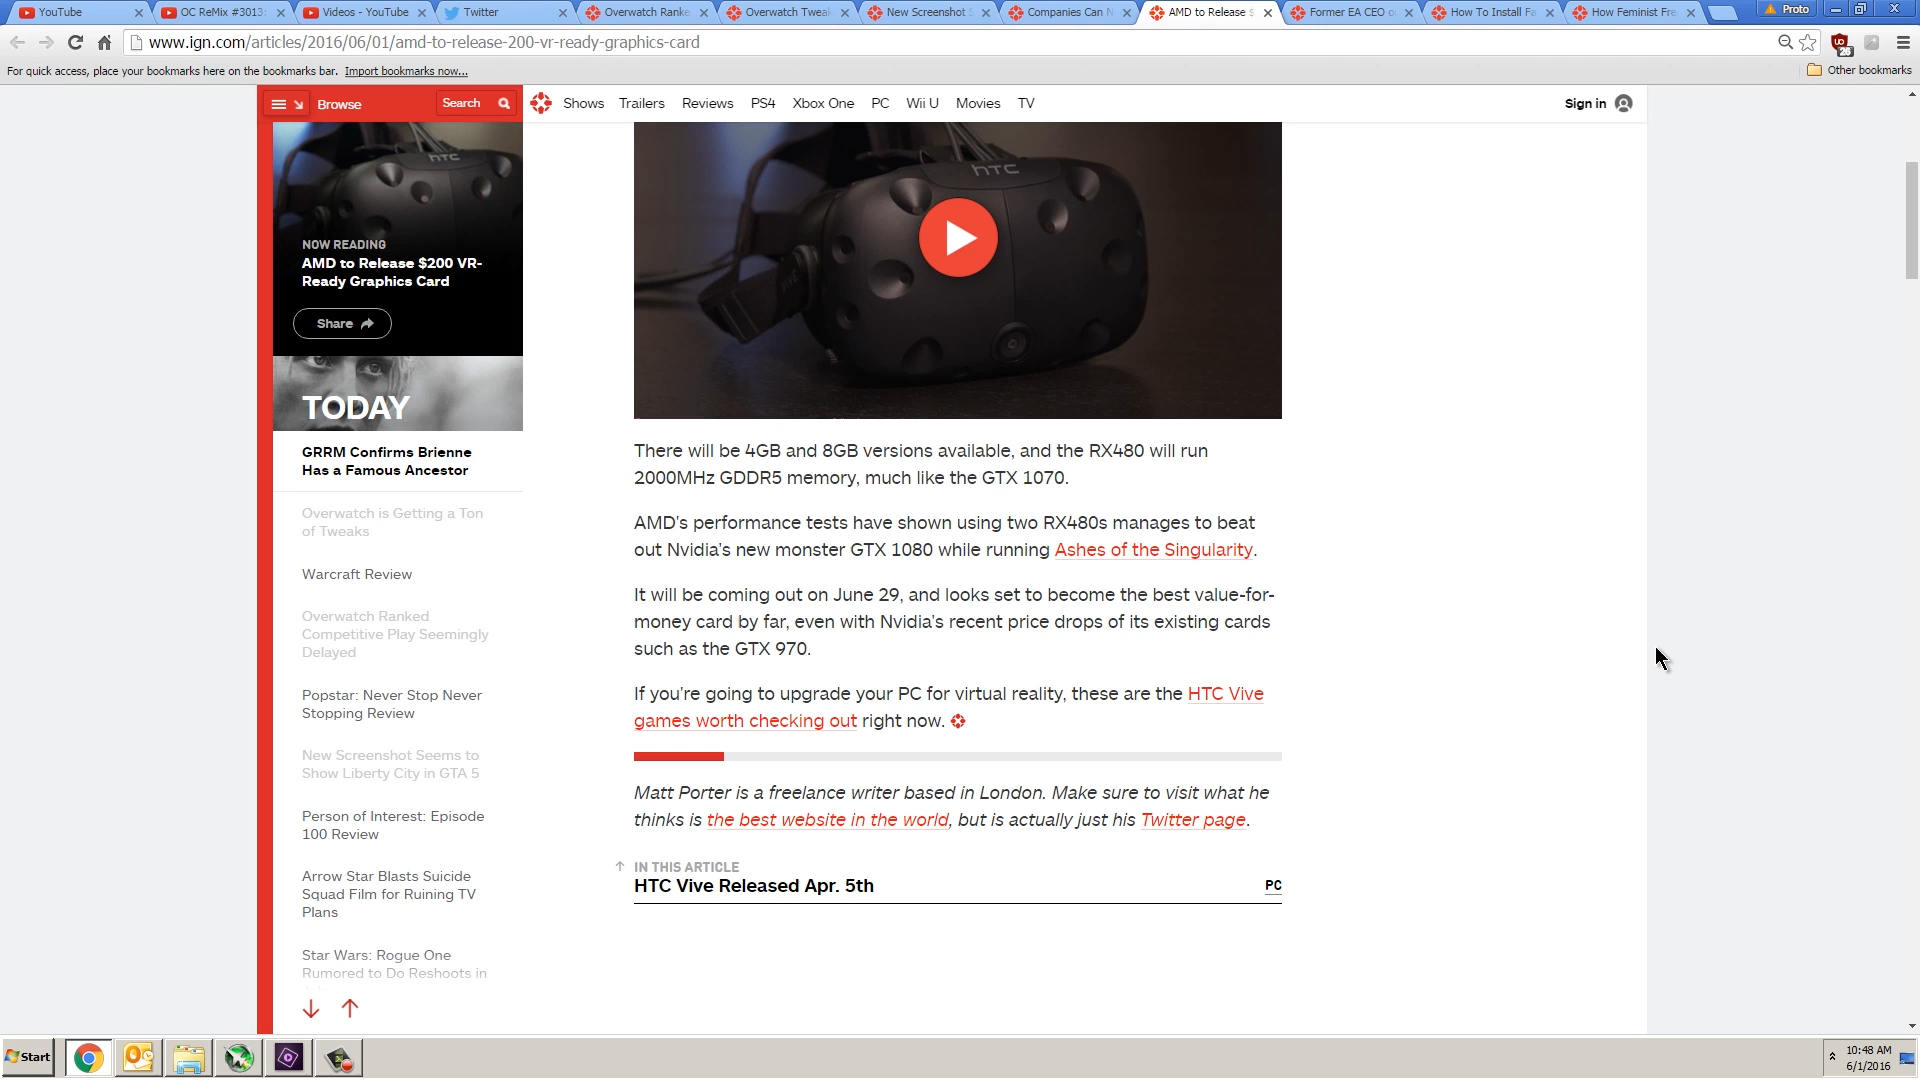 YouTube
OC ReMix #3013:
Videos - YouTube
Twitter
Overwatch Ranke
Overwatch Tweak
New Screenshot S
Companies Can N
AMD to Release $
Former EA CEO o
How To Install Fa
How Feminist Fre
Proto
www.ign.com/articles/2016/06/01/amd-to-release-200-vr-ready-graphics-card
For quick access, place your bookmarks here on the bookmarks bar. Import bookmarks now...
Other bookmarks
Browse
Search
Shows Trailers Reviews PS4 Xbox One PC Wii U Movies TV
Sign in
hTC
NOW READING
AMD to Release $200 VR-
Ready Graphics Card
Share
TODAY
GRRM Confirms Brienne
Has a Famous Ancestor
Overwatch is Getting a Ton
of Tweaks
Warcraft Review
Overwatch Ranked
Competitive Play Seemingly
Delayed
Popstar: Never Stop Never
Stopping Review
New Screenshot Seems to
Show Liberty City in GTA 5
Person of Interest: Episode
100 Review
Arrow Star Blasts Suicide
Squad Film for Ruining TV
Plans
Star Wars: Rogue One
Rumored to Do Reshoots in
hTC
There will be 4GB and 8GB versions available, and the RX480 will run
2000MHz GDDR5 memory, much like the GTX 1070.
AMD's performance tests have shown using two RX480s manages to beat
out Nvidia's new monster GTX 1080 while running Ashes of the Singularity.
It will be coming out on June 29, and looks set to become the best value-for-
money card by far, even with Nvidia's recent price drops of its existing cards
such as the GTX 970.
If you're going to upgrade your PC for virtual reality, these are the HTC Vive
games worth checking out right now.
Matt Porter is a freelance writer based in London. Make sure to visit what he
thinks is the best website in the world, but is actually just his Twitter page.
IN THIS ARTICLE
HTC Vive Released Apr. 5th
PC
Start
10:48 AM
6/1/2016